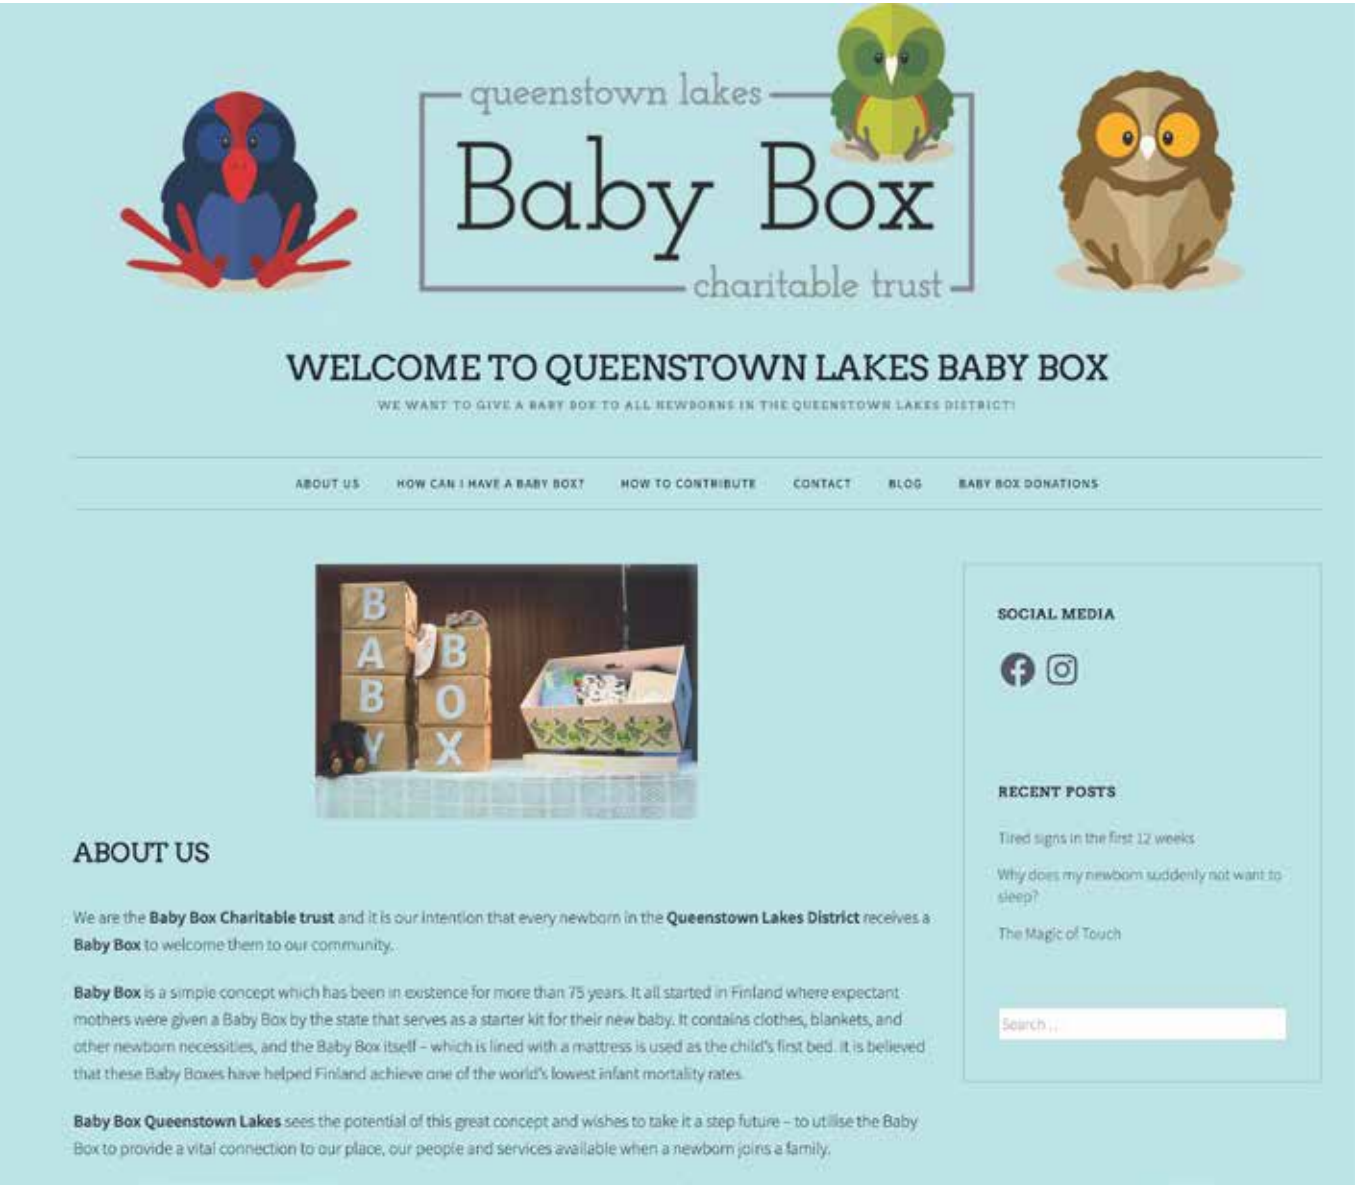 queenstown lakes
Baby Box
charitable trust
WELCOME TO QUEENSTOWN LAKES BABY BOX
WE WANT TO GIVE A BABY BOX TO ALL NEWBORNS IN THE QUEENSTOWN LAKES DISTRICT!
ABOUT US HOW CAN I HAVE A BABY BOX? HOW TO CONTRIBUTE CONTACT BLOG BABY BOX DONATIONS
B
A
B
Y
B
O
X
ABOUT US
We are the Baby Box Charitable trust and it is our intention that every newborn in the Queenstown Lakes District receives a
Baby Box to welcome them to our community.
Baby Box is a simple concept which has been in existence for more than 75 years. It all started in Finland where expectant
mothers were given a Baby Box by the state that serves as a starter kit for their new baby. It contains clothes, blankets, and
other newborn necessities, and the Baby Box itself – which is lined with a mattress is used as the child's first bed. It is believed
that these Baby Boxes have helped Finland achieve one of the world's lowest infant mortality rates.
Baby Box Queenstown Lakes sees the potential of this great concept and wishes to take it a step future – to utilise the Baby
Box to provide a vital connection to our place, our people and services available when a newborn joins a family.
SOCIAL MEDIA
RECENT POSTS
Tired signs in the first 12 weeks
Why does my newborn suddenly not want to
sleep?
The Magic of Touch
Search ...